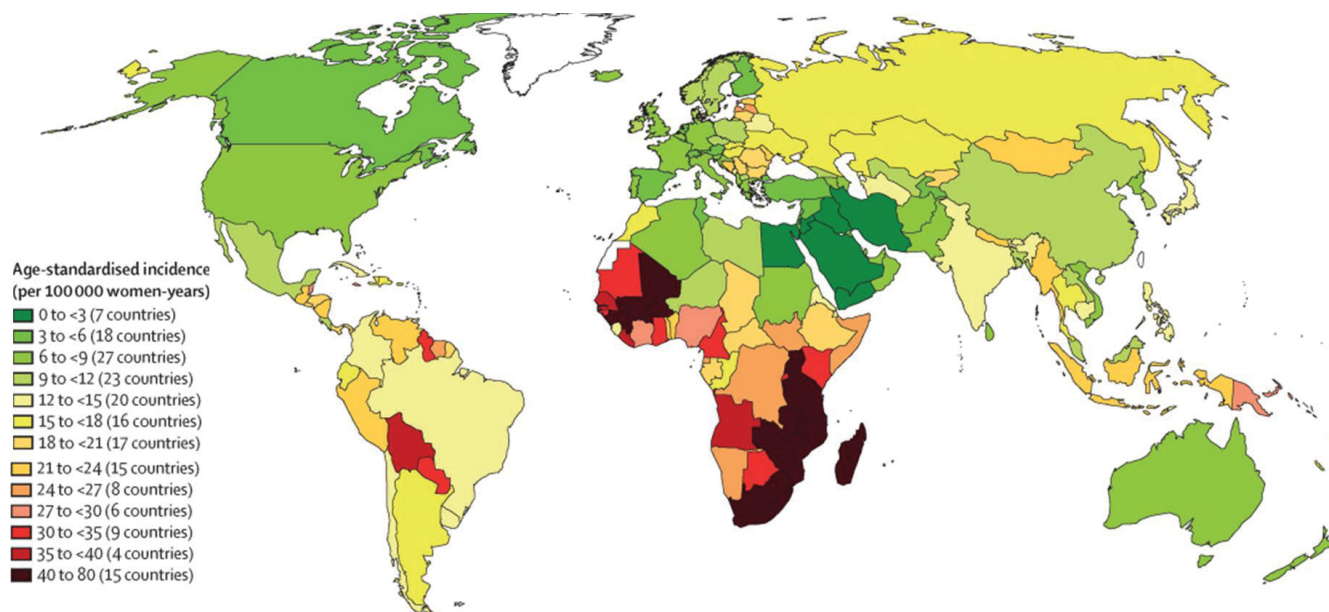 Age-standardised incidence
(per 100 000 women-years)
0 to <3 (7 countries)
3 to <6 (18 countries)
6 to <9 (27 countries)
9 to <12 (23 countries)
12 to <15 (20 countries)
15 to <18 (16 countries)
18 to <21 (17 countries)
21 to <24 (15 countries)
24 to <27 (8 countries)
27 to <30 (6 countries)
30 to <35 (9 countries)
35 to <40 (4 countries)
40 to 80 (15 countries)